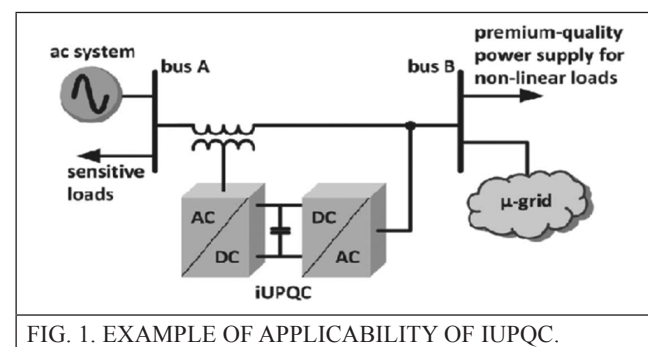 ac system
bus A
sensitive
loads
AC
DC
DC
AC
iUPQC
bus B
premium-quality
power supply for
non-linear loads
μ-grid
FIG. 1. EXAMPLE OF APPLICABILITY OF IUPQC.